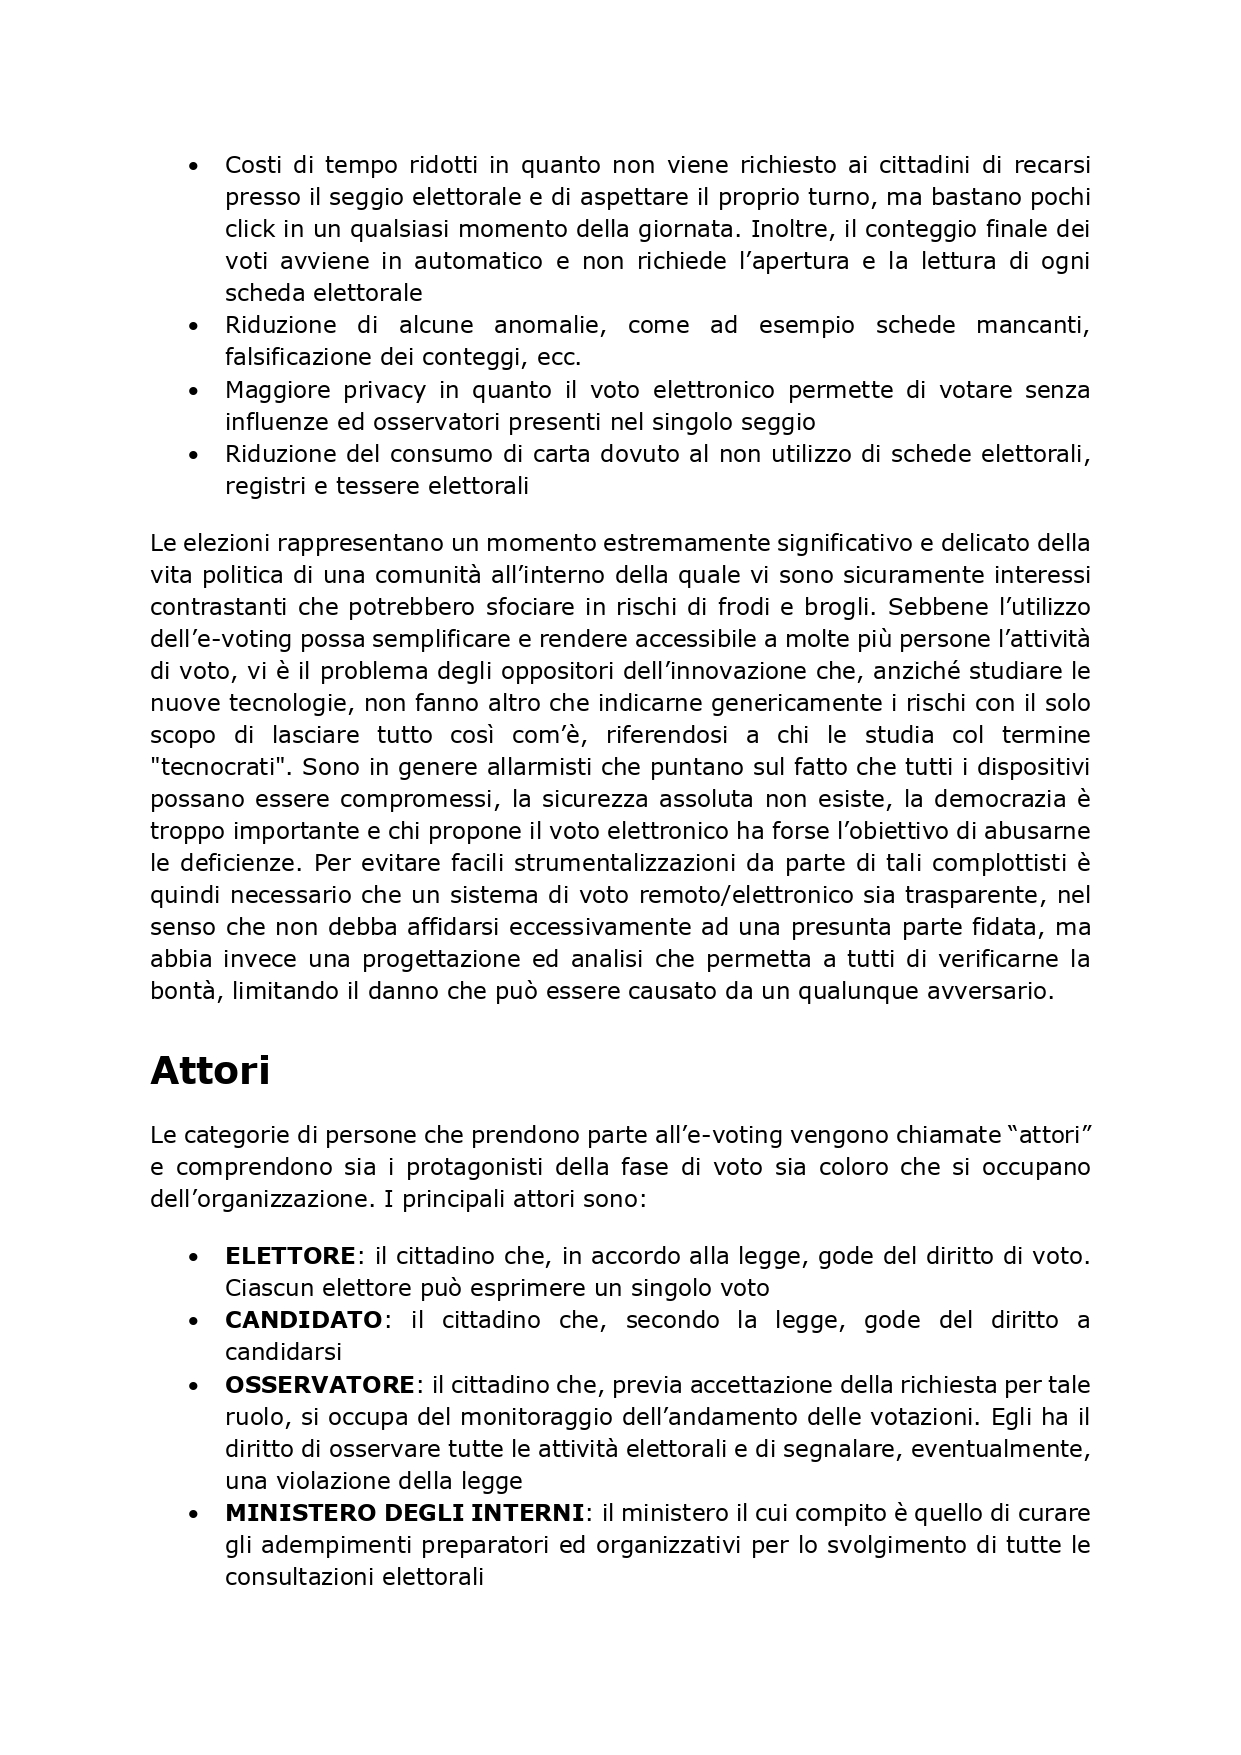 • Costi di tempo ridotti in quanto non viene richiesto ai cittadini di recarsi
presso il seggio elettorale e di aspettare il proprio turno, ma bastano pochi
click in un qualsiasi momento della giornata. Inoltre, il conteggio finale dei
voti avviene in automatico e non richiede l’apertura e la lettura di ogni
scheda elettorale
• Riduzione di alcune anomalie, come ad esempio schede mancanti,
falsificazione dei conteggi, ecc.
• Maggiore privacy in quanto il voto elettronico permette di votare senza
influenze ed osservatori presenti nel singolo seggio
• Riduzione del consumo di carta dovuto al non utilizzo di schede elettorali,
registri e tessere elettorali
Le elezioni rappresentano un momento estremamente significativo e delicato della
vita politica di una comunità all’interno della quale vi sono sicuramente interessi
contrastanti che potrebbero sfociare in rischi di frodi e brogli. Sebbene l’utilizzo
dell’e-voting possa semplificare e rendere accessibile a molte più persone l’attività
di voto, vi è il problema degli oppositori dell’innovazione che, anziché studiare le
nuove tecnologie, non fanno altro che indicarne genericamente i rischi con il solo
scopo di lasciare tutto così com’è, riferendosi a chi le studia col termine
"tecnocrati". Sono in genere allarmisti che puntano sul fatto che tutti i dispositivi
possano essere compromessi, la sicurezza assoluta non esiste, la democrazia è
troppo importante e chi propone il voto elettronico ha forse l’obiettivo di abusarne
le deficienze. Per evitare facili strumentalizzazioni da parte di tali complottisti è
quindi necessario che un sistema di voto remoto/elettronico sia trasparente, nel
senso che non debba affidarsi eccessivamente ad una presunta parte fidata, ma
abbia invece una progettazione ed analisi che permetta a tutti di verificarne la
bontà, limitando il danno che può essere causato da un qualunque avversario.
Attori
Le categorie di persone che prendono parte all’e-voting vengono chiamate “attori”
e comprendono sia i protagonisti della fase di voto sia coloro che si occupano
dell’organizzazione. I principali attori sono:
• ELETTORE: il cittadino che, in accordo alla legge, gode del diritto di voto.
Ciascun elettore può esprimere un singolo voto
• CANDIDATO: il cittadino che, secondo la legge, gode del diritto a
candidarsi
• OSSERVATORE: il cittadino che, previa accettazione della richiesta per tale
ruolo, si occupa del monitoraggio dell’andamento delle votazioni. Egli ha il
diritto di osservare tutte le attività elettorali e di segnalare, eventualmente,
una violazione della legge
• MINISTERO DEGLI INTERNI: il ministero il cui compito è quello di curare
gli adempimenti preparatori ed organizzativi per lo svolgimento di tutte le
consultazioni elettorali